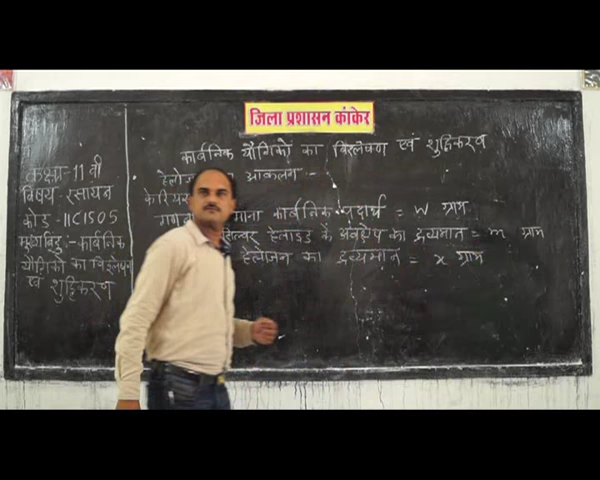 जिला प्रशासन कांकेर
कार्बनिक यौगिकों का विश्लेषण एवं शुद्धिकरण
कक्षा-11 वी
विषय-रसायन
कोड-11C1505
मुख्य बिंदु:- कार्बनिक
यौगिकों का विश्लेषण
एवं शुद्धिकरण
आकलन :-
केरियस
माना कार्बनिक पदार्थ = W ग्राम
सिल्वर हेलाइड के अवक्षेप का द्रव्यमान = m ग्राम
हेलोजन का द्रव्यमान = x ग्राम